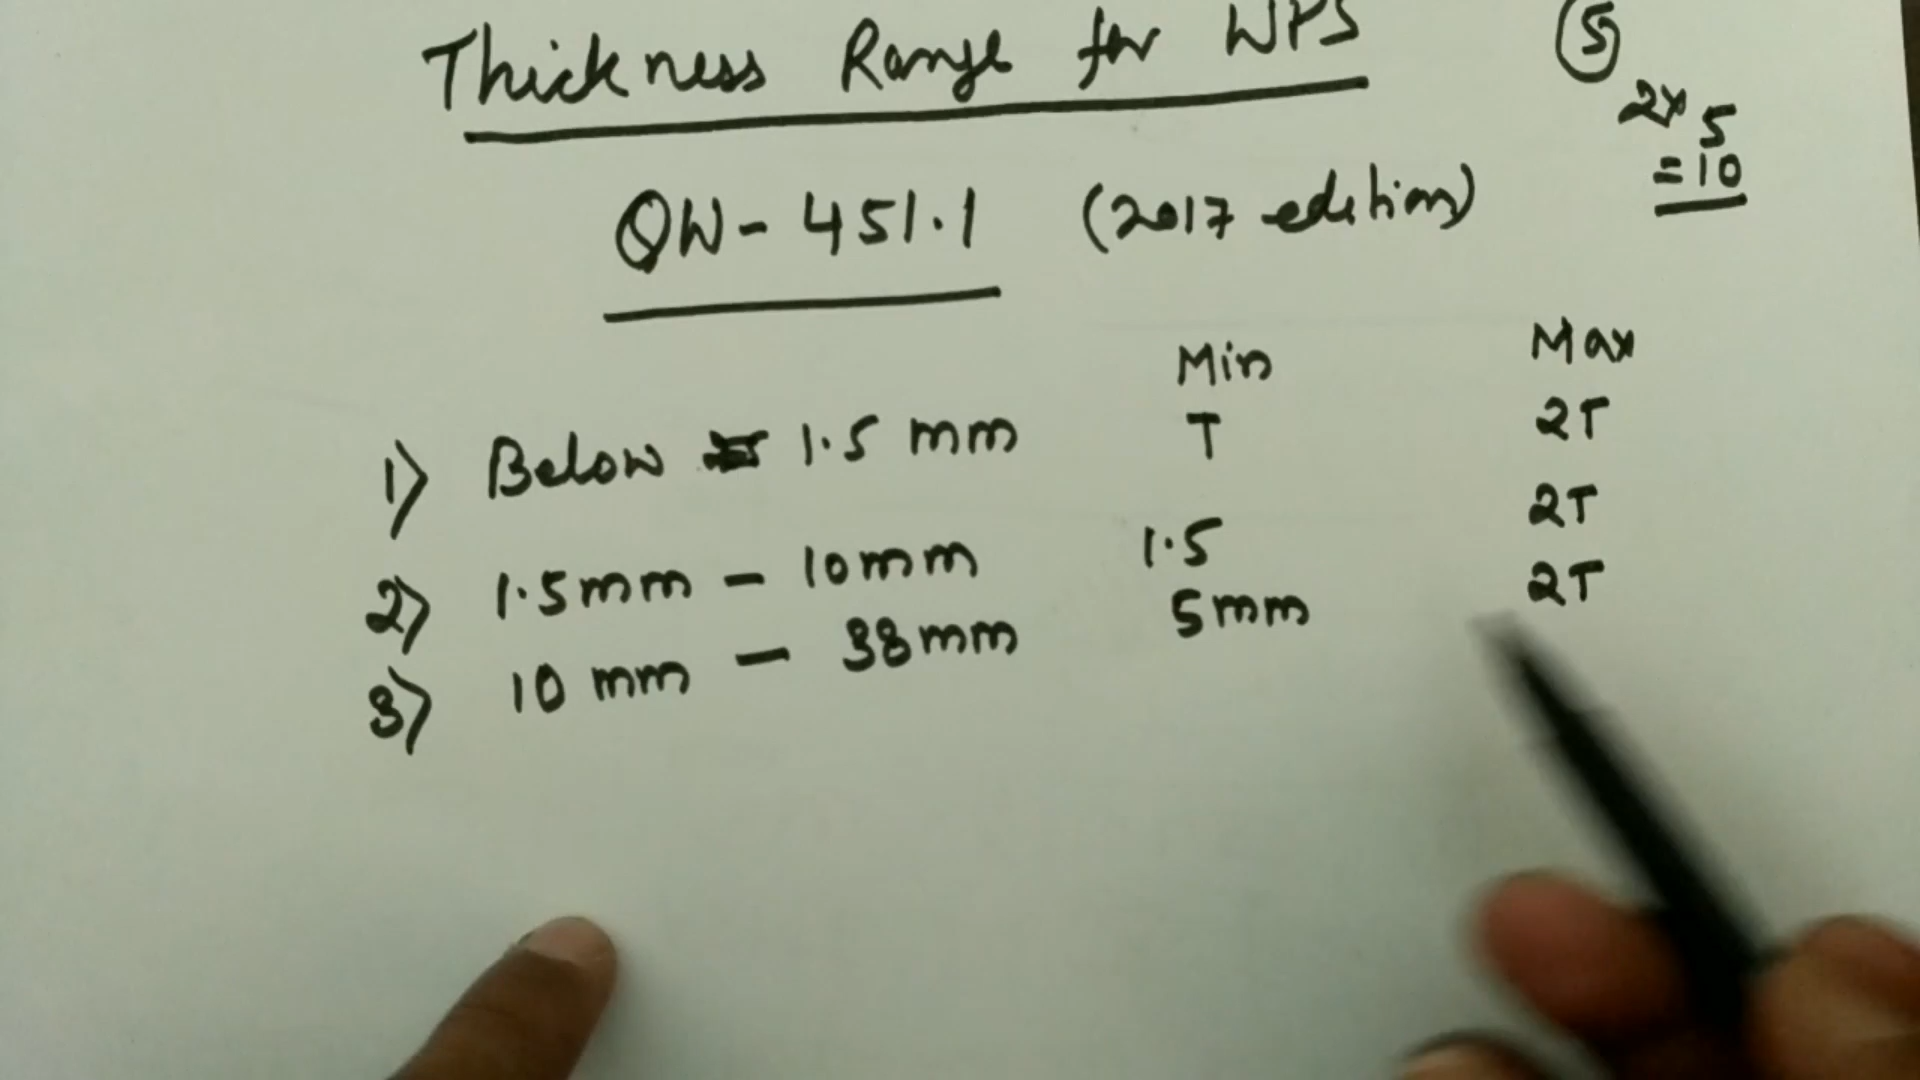 Thickness Range for WPS
5
2x5
=10
QW-451.1 (2017 edition)
Min Max
1) Below 1.5 mm T 2T
2) 1.5mm - 10mm 1.5 2T
3) 10 mm - 38mm 5mm 2T